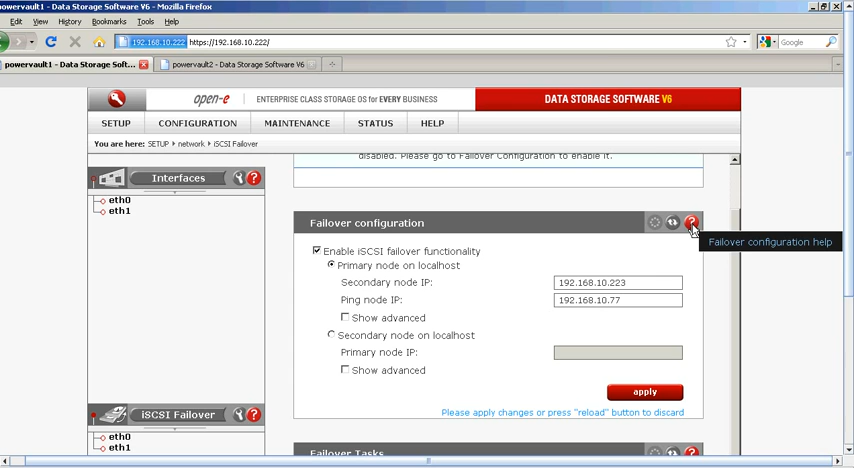 powervault1 - Data Storage Software V6 - Mozilla Firefox
Edit View History Bookmarks Tools Help
192.168.10.222 https://192.168.10.222/
Google
powervault1 - Data Storage Soft...
powervault2 - Data Storage Software V6
open-e
ENTERPRISE CLASS STORAGE OS for EVERY BUSINESS
DATA STORAGE SOFTWARE V6
SETUP CONFIGURATION MAINTENANCE STATUS HELP
You are here: SETUP network iSCSI Failover
disabled. Please go to Failover Configuration to enable it.
Interfaces
eth0
eth1
Failover configuration
Failover configuration help
Enable iSCSI failover functionality
Primary node on localhost
Secondary node IP: 192.168.10.223
Ping node IP: 192.168.10.77
Show advanced
Secondary node on localhost
Primary node IP:
Show advanced
apply
Please apply changes or press "reload" button to discard
iSCSI Failover
eth0
eth1
Failover Tasks